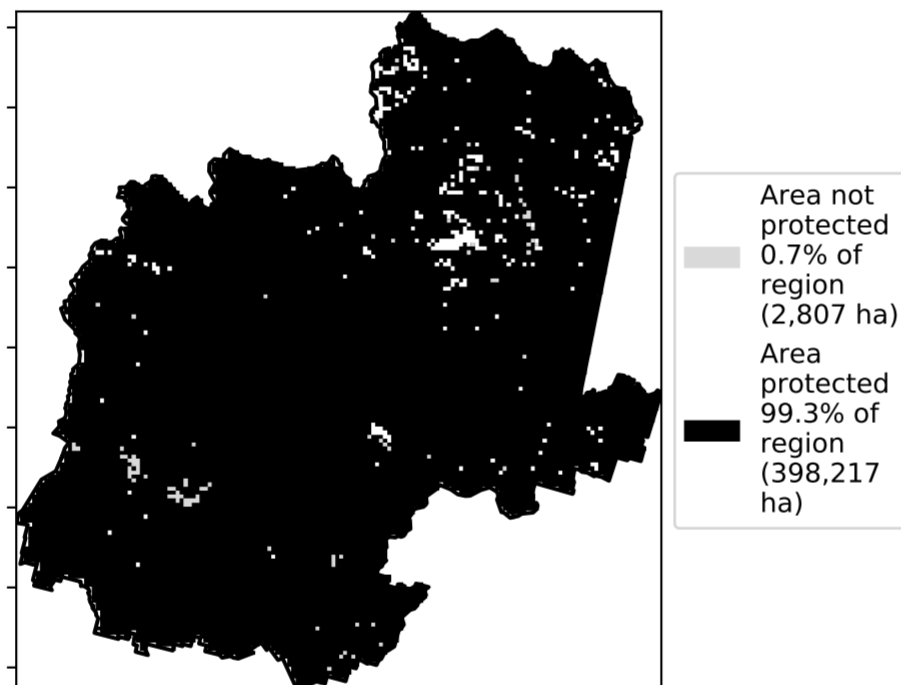 Area not
protected
0.7% of
region
(2,807 ha)
Area
protected
99.3% of
region
(398,217
ha)